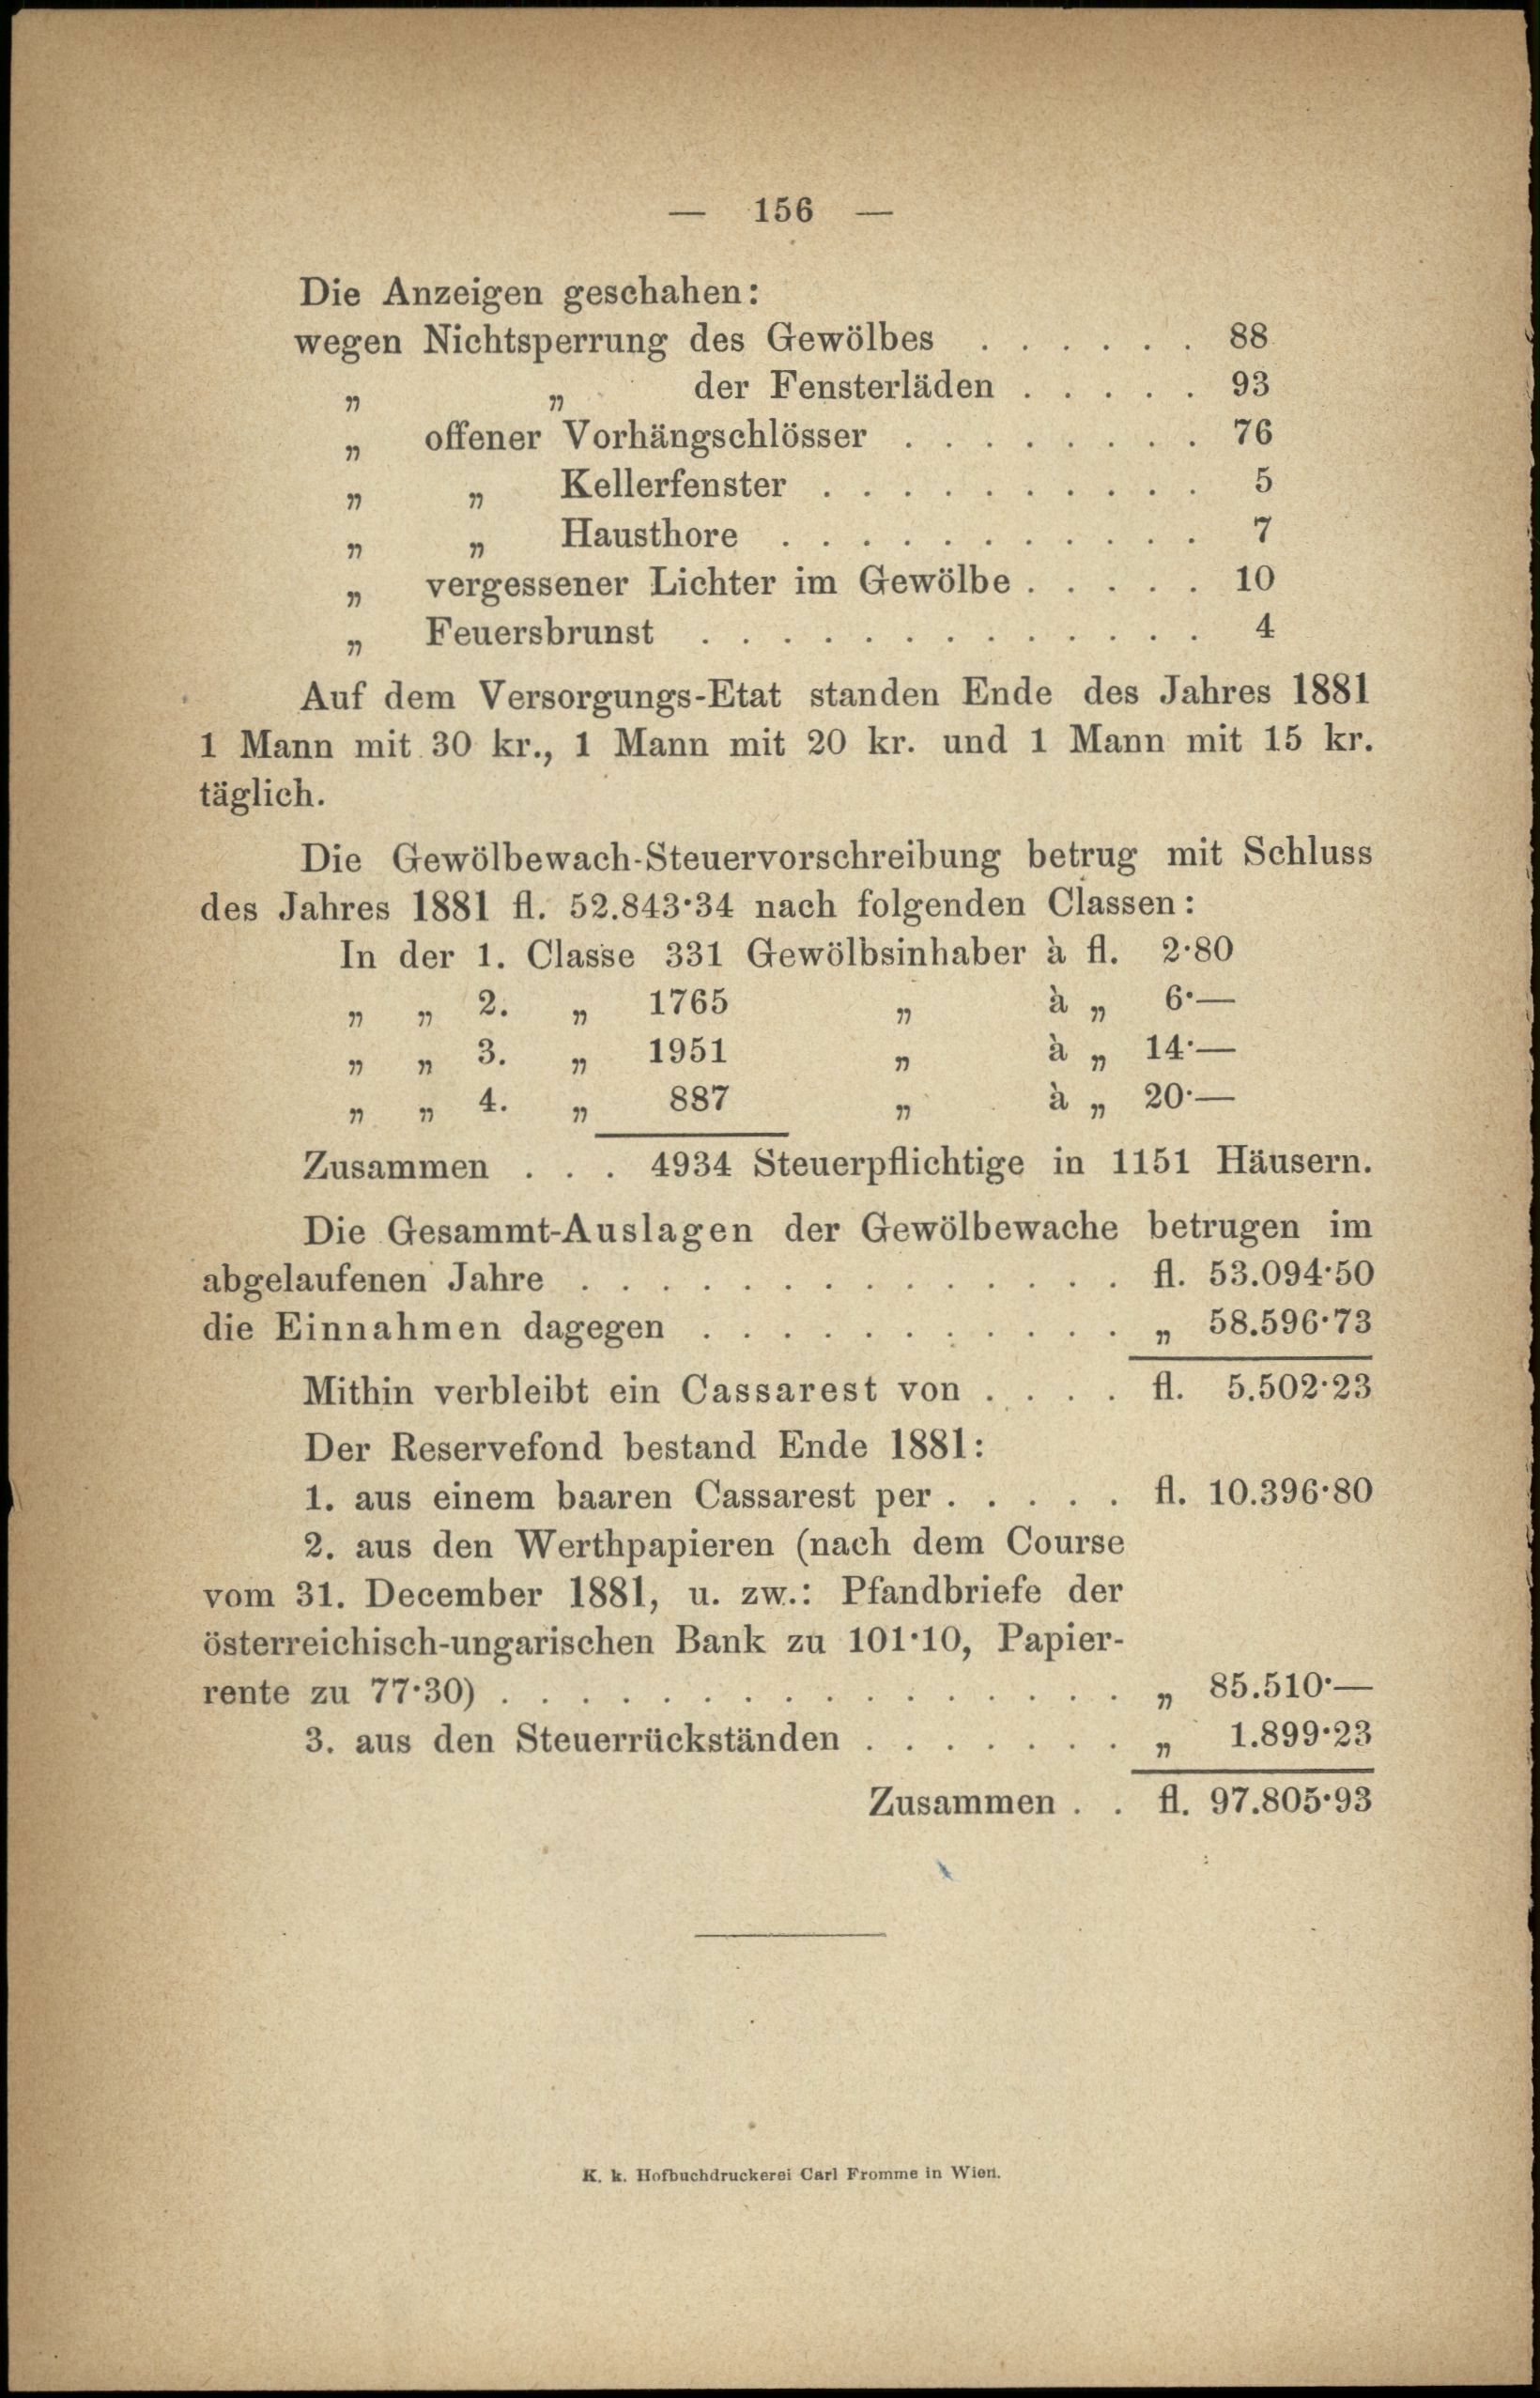 — 156 —
Die Anzeigen geschahen:
wegen Nichtsperrung des Gewölbes . . . . . . 88
„ „ der Fensterläden . . . . . 93
„ offener Vorhängschlösser . . . . . . . . 76
„ „ Kellerfenster . . . . . . . . . . 5
„ „ Hausthore . . . . . . . . . . . 7
„ vergessener Lichter im Gewölbe . . . . . 10
„ Feuersbrunst . . . . . . . . . . . . . 4
Auf dem Versorgungs-Etat standen Ende des Jahres 1881
1 Mann mit 30 kr., 1 Mann mit 20 kr. und 1 Mann mit 15 kr.
täglich.
Die Gewölbewach-Steuervorschreibung betrug mit Schluss
des Jahres 1881 fl. 52.843·34 nach folgenden Classen:
In der 1. Classe 331 Gewölbsinhaber à fl. 2·80
„ „ 2. „ 1765 „ à „ 6·—
„ „ 3. „ 1951 „ à „ 14·—
„ „ 4. „ 887 „ à „ 20·—
Zusammen . . . 4934 Steuerpflichtige in 1151 Häusern.
Die Gesammt-Auslagen der Gewölbewache betrugen im
abgelaufenen Jahre . . . . . . . . . . . . . . fl. 53.094·50
die Einnahmen dagegen . . . . . . . . . . . „ 58.596·73
Mithin verbleibt ein Cassarest von . . . . fl. 5.502·23
Der Reservefond bestand Ende 1881:
1. aus einem baaren Cassarest per . . . . . fl. 10.396·80
2. aus den Werthpapieren (nach dem Course
vom 31. December 1881, u. zw.: Pfandbriefe der
österreichisch-ungarischen Bank zu 101·10, Papier-
rente zu 77·30) . . . . . . . . . . . . . . . . „ 85.510·—
3. aus den Steuerrückständen . . . . . . . „ 1.899·23
Zusammen . . fl. 97.805·93
K. k. Hofbuchdruckerei Carl Fromme in Wien.